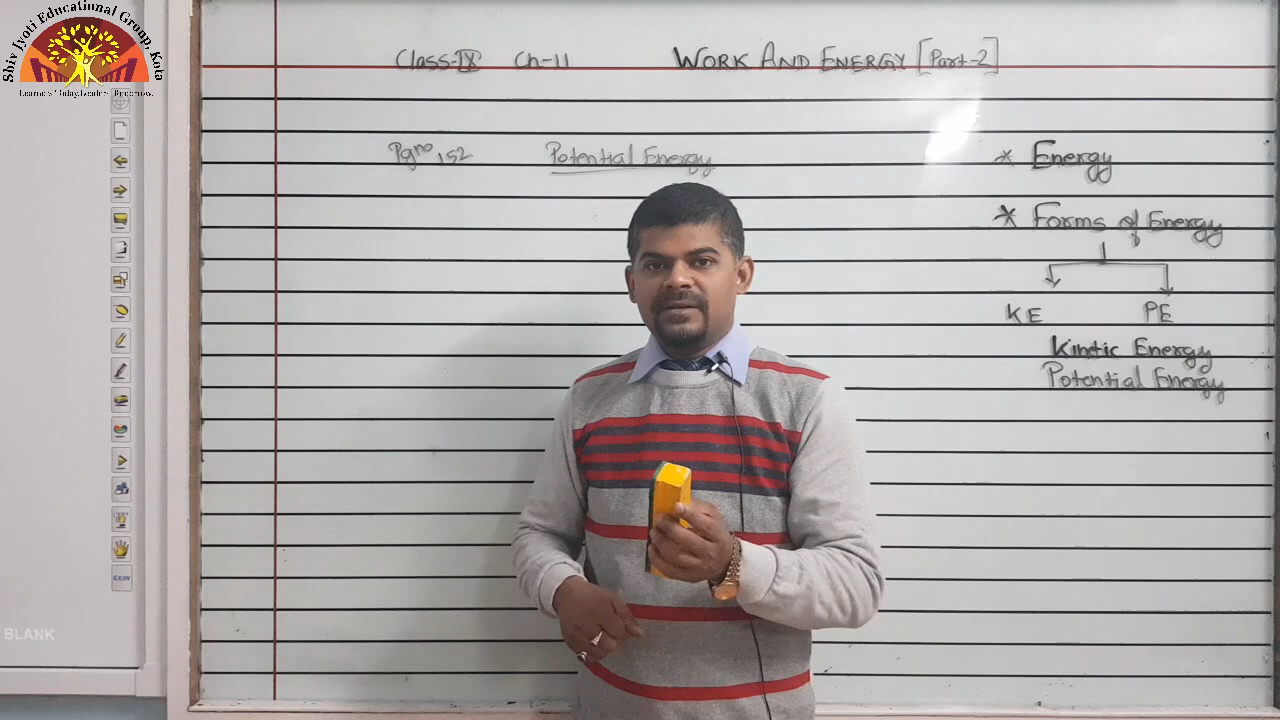 Shiv Jyoti Educational Group, Kota
Class-IX Ch-11 WORK AND ENERGY [Part-2]
Pg no 152 Potential Energy
* Energy
* Forms of Energy
KE PE
Kintic Energy
Potential Energy
BLANK